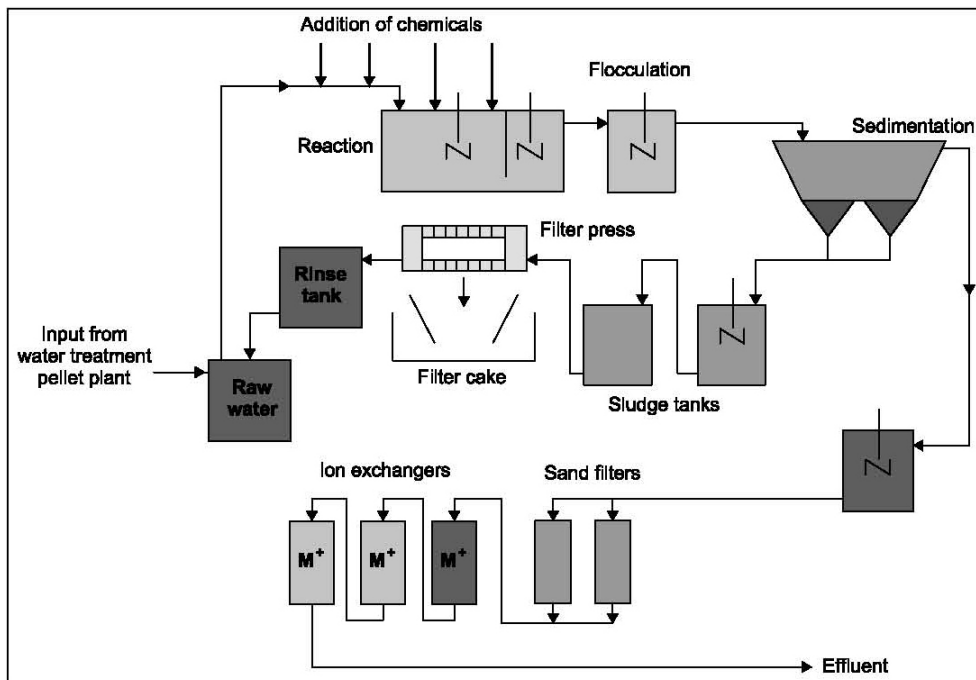 Addition of chemicals
Flocculation
Reaction
Sedimentation
Filter press
Rinse
tank
Input from
water treatment
pellet plant
Raw
water
Filter cake
Sludge tanks
Ion exchangers
Sand filters
M+
M+
M+
Effluent